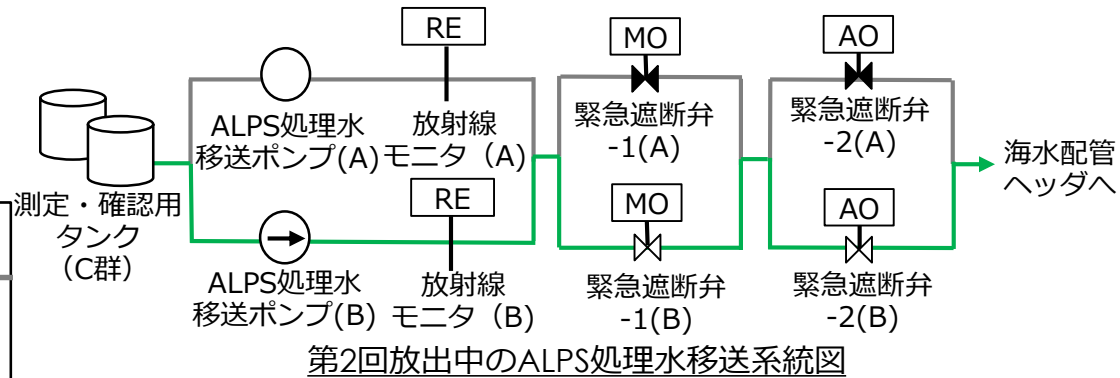 RE
MO
AO
ALPS処理水
移送ポンプ(A)
放射線
モニタ（A）
緊急遮断弁
-1(A)
緊急遮断弁
-2(A)
海水配管
ヘッダへ
測定・確認用
タンク
（C群）
RE
MO
AO
ALPS処理水
移送ポンプ(B)
放射線
モニタ（B）
緊急遮断弁
-1(B)
緊急遮断弁
-2(B)
第2回放出中のALPS処理水移送系統図